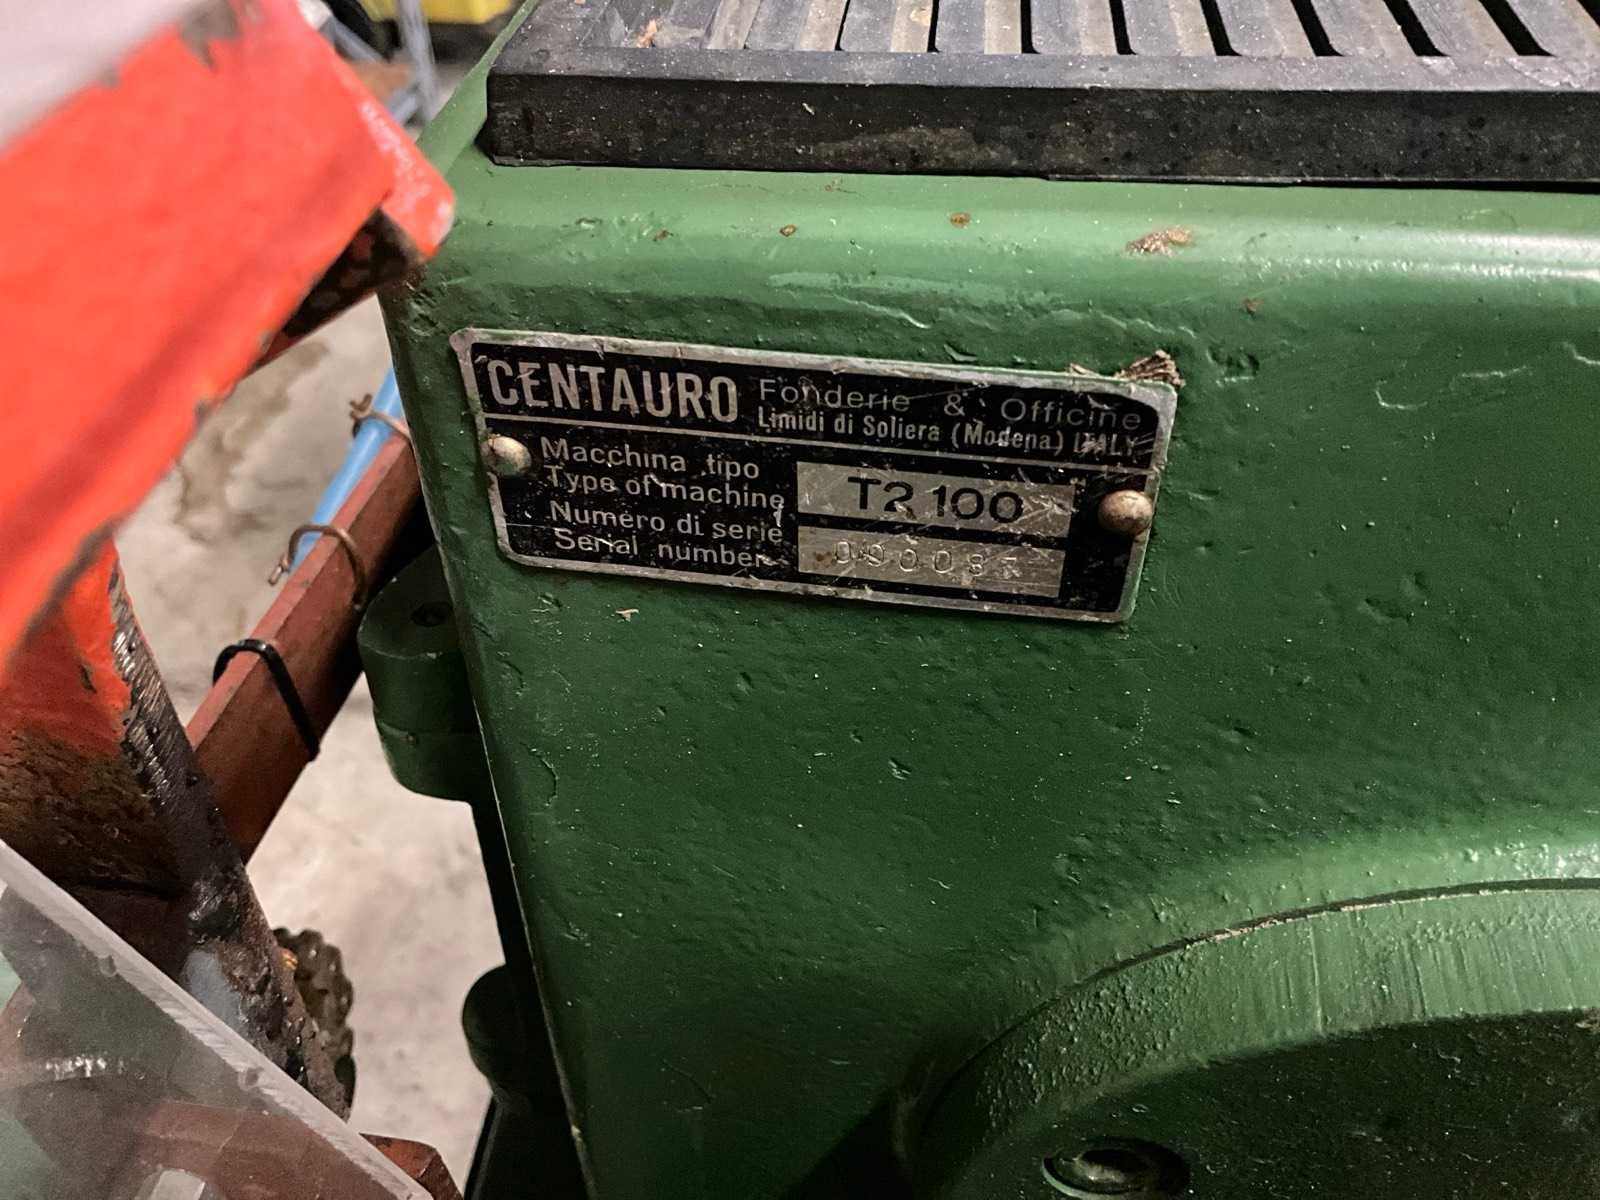 CENTAURO Fonderie & Officine
Limidi di Soliera (Modena) ITALY
Macchina tipo
Type of machine T2 100
Numero di serie
Serial number